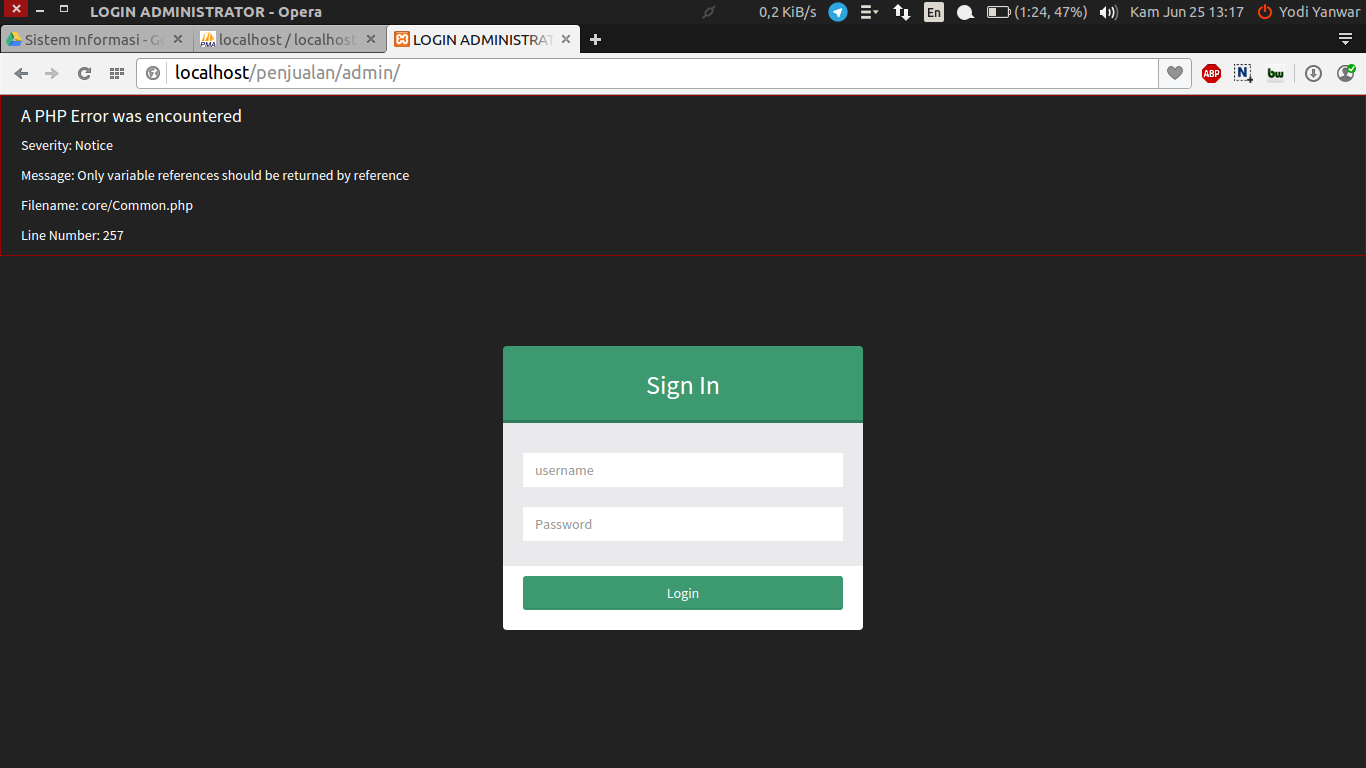 LOGIN ADMINISTRATOR - Opera
0,2 KiB/s
En
(1:24, 47%)
Kam Jun 25 13:17
Yodi Yanwar
Sistem Informasi - Go
PMA
localhost / localhost
LOGIN ADMINISTRAT
localhost/penjualan/admin/
ABP
N
bw
A PHP Error was encountered
Severity: Notice
Message: Only variable references should be returned by reference
Filename: core/Common.php
Line Number: 257
Sign In
username
Password
Login